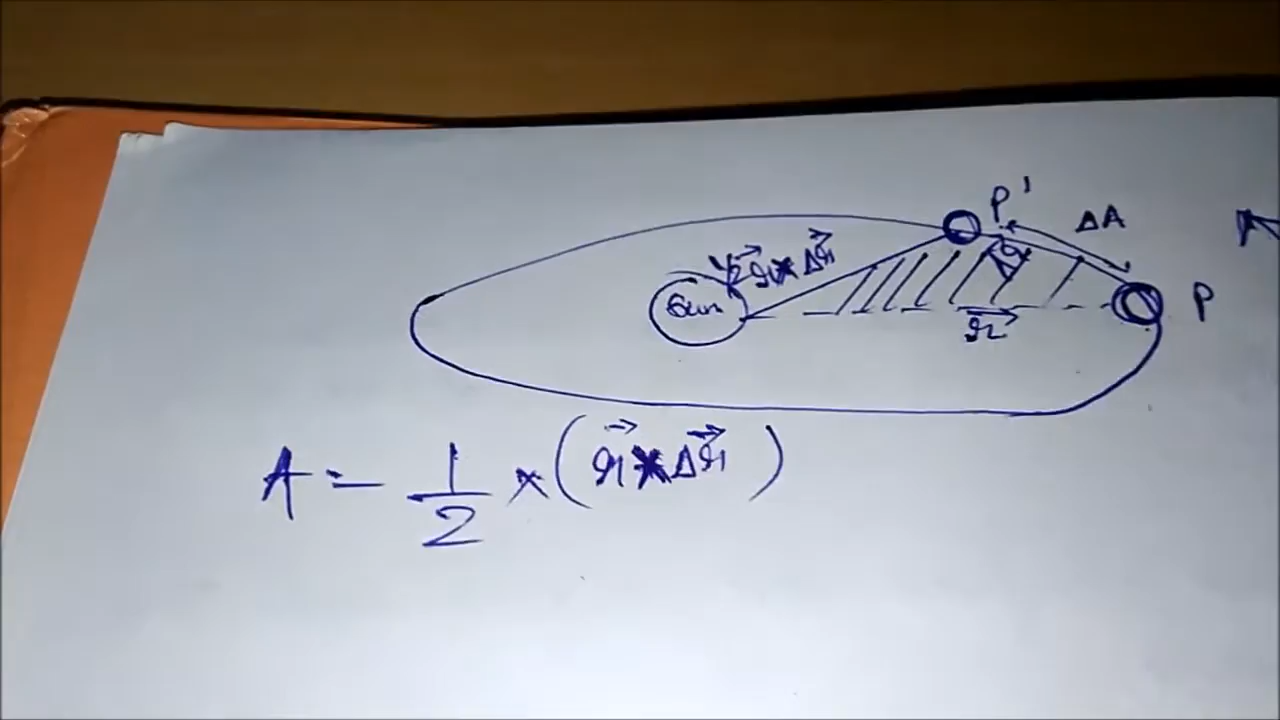 P'
ΔA
1/2 r⃗ × Δr⃗
Sun
r⃗
P
A = 1/2 × (r⃗ × Δr⃗)